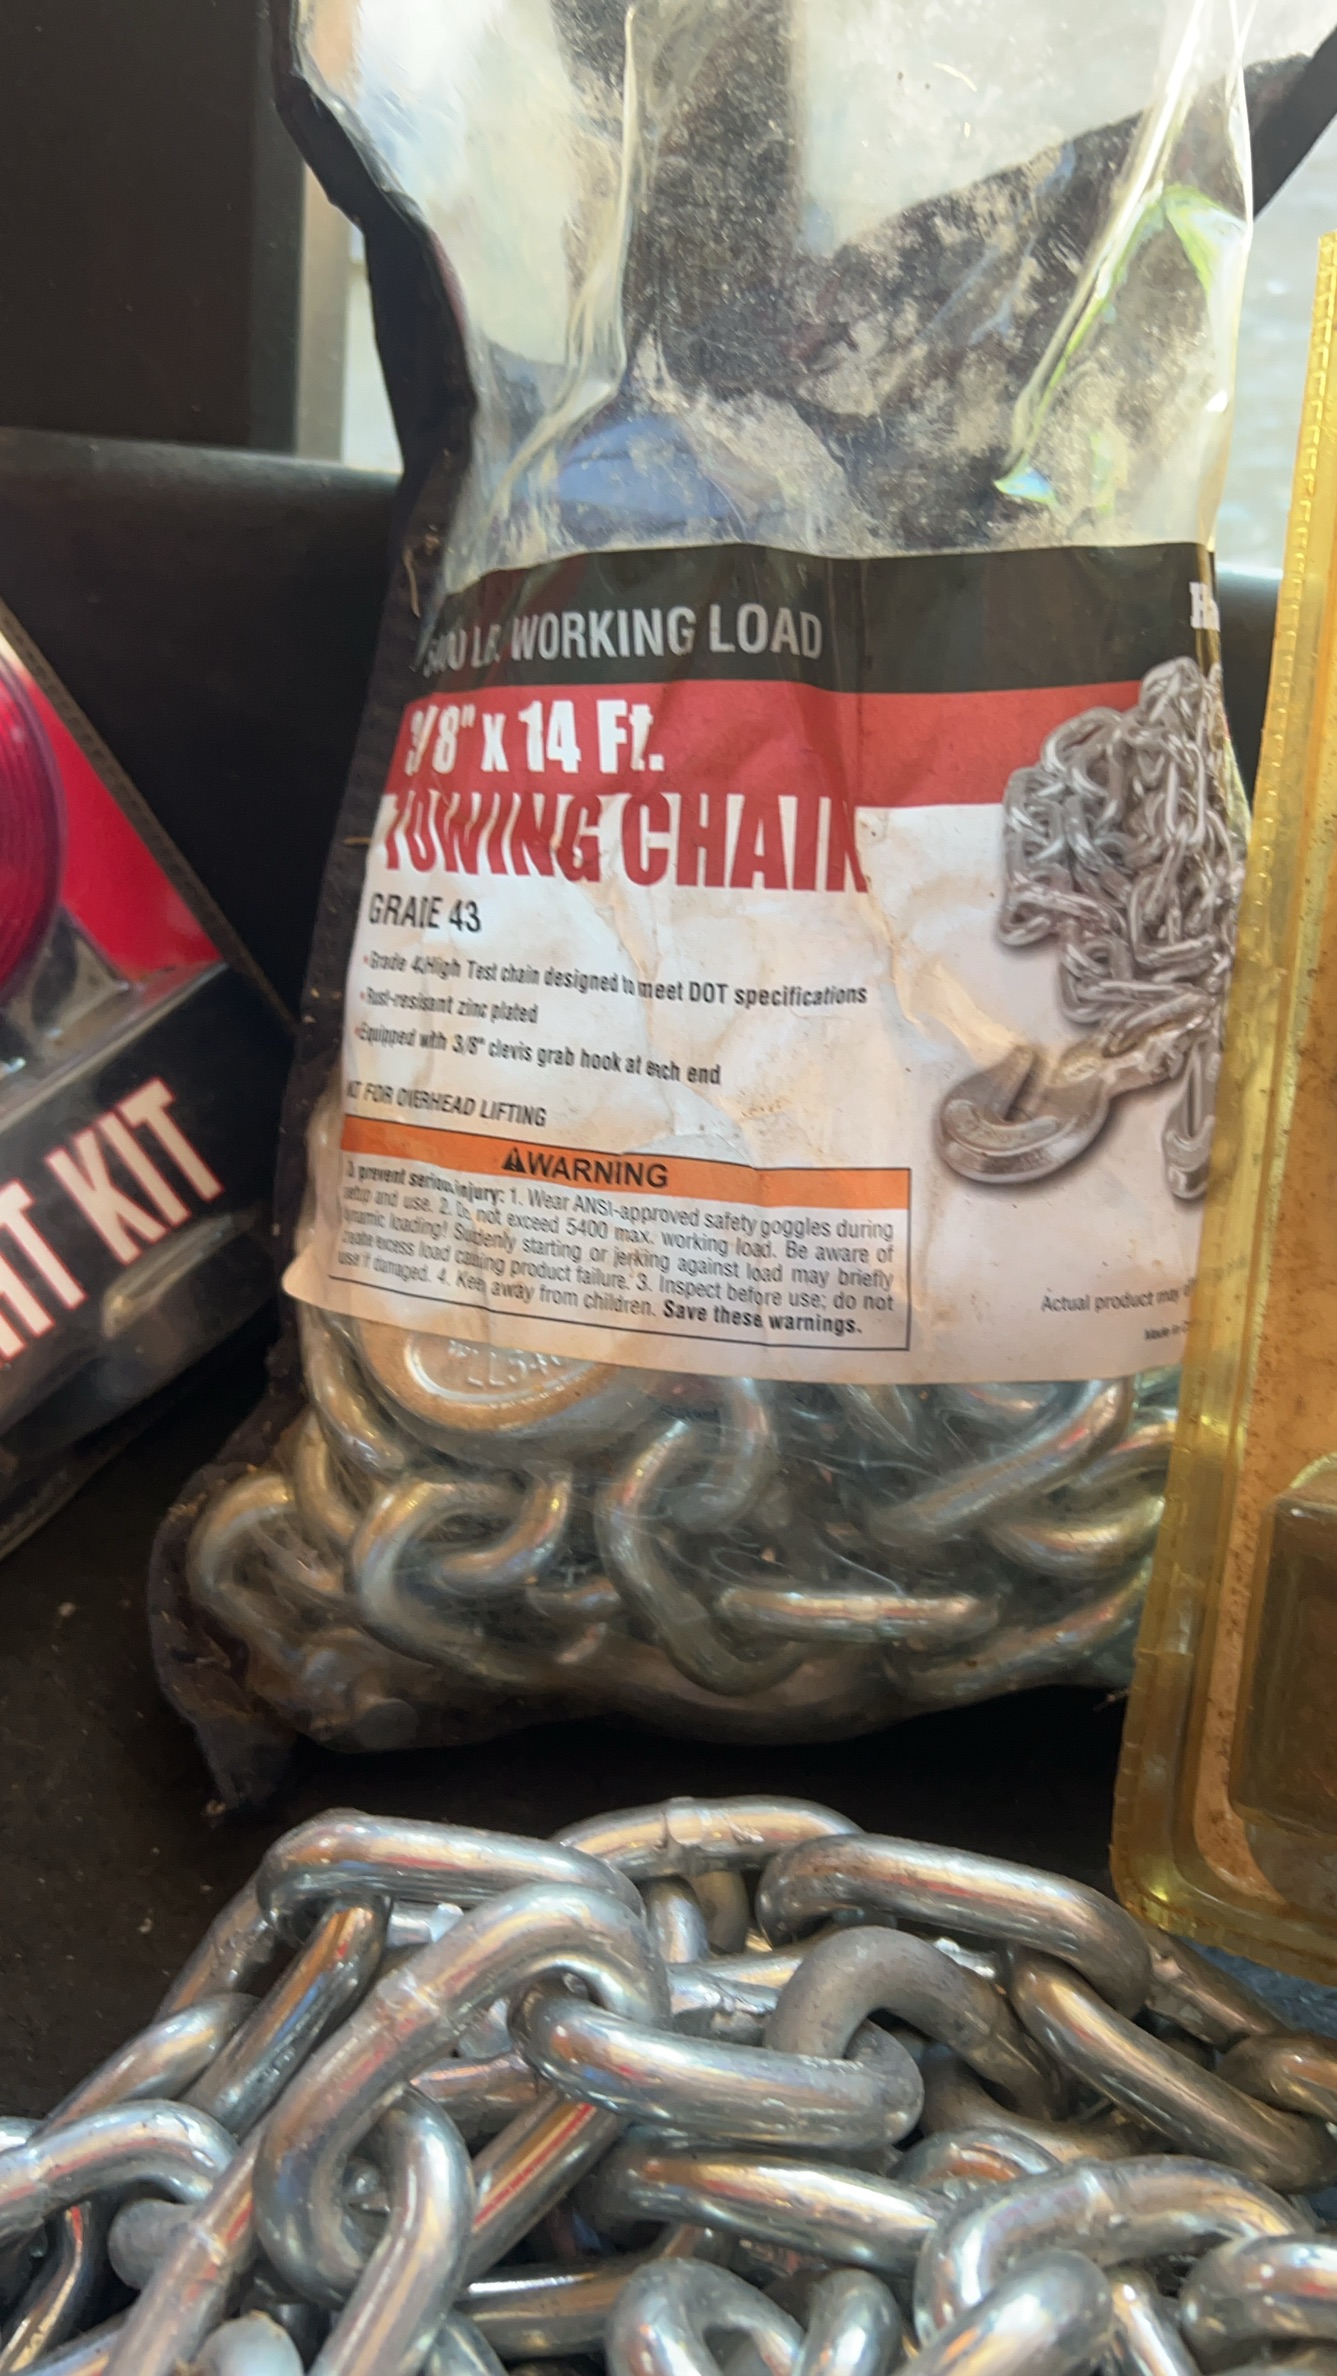 5400 LB. WORKING LOAD
3/8" x 14 Ft.
TOWING CHAIN
GRADE 43
•Grade 43 High Test chain designed to meet DOT specifications
•Rust-resistant zinc plated
•Equipped with 3/8" clevis grab hook at each end
NOT FOR OVERHEAD LIFTING
⚠WARNING
To prevent serious injury: 1. Wear ANSI-approved safety goggles during
setup and use. 2. Do not exceed 5400 max. working load. Be aware of
dynamic loading! Suddenly starting or jerking against load may briefly
create excess load causing product failure. 3. Inspect before use; do not
use if damaged. 4. Keep away from children. Save these warnings.
Actual product may
Made in
KIT